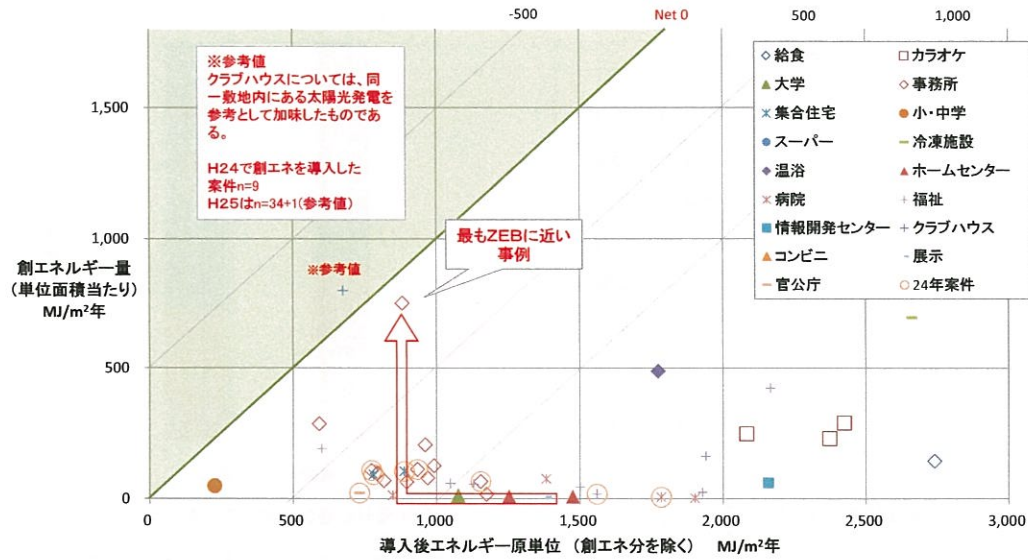 -500
Net 0
500
1,000
※参考値
クラブハウスについては、同
一敷地内にある太陽光発電を
参考として加味したものであ
る。
H24で創エネを導入した
案件n=9
H25はn=34+1(参考値)
給食
カラオケ
大学
事務所
集合住宅
小・中学
スーパー
冷凍施設
温浴
ホームセンター
病院
福祉
情報開発センター
クラブハウス
コンビニ
展示
官公庁
24年案件
最もZEBに近い
事例
※参考値
創エネルギー量
(単位面積当たり)
MJ/m²年
1,500
1,000
500
0
0
500
1,000
1,500
2,000
2,500
3,000
導入後エネルギー原単位 (創エネ分を除く) MJ/m²年